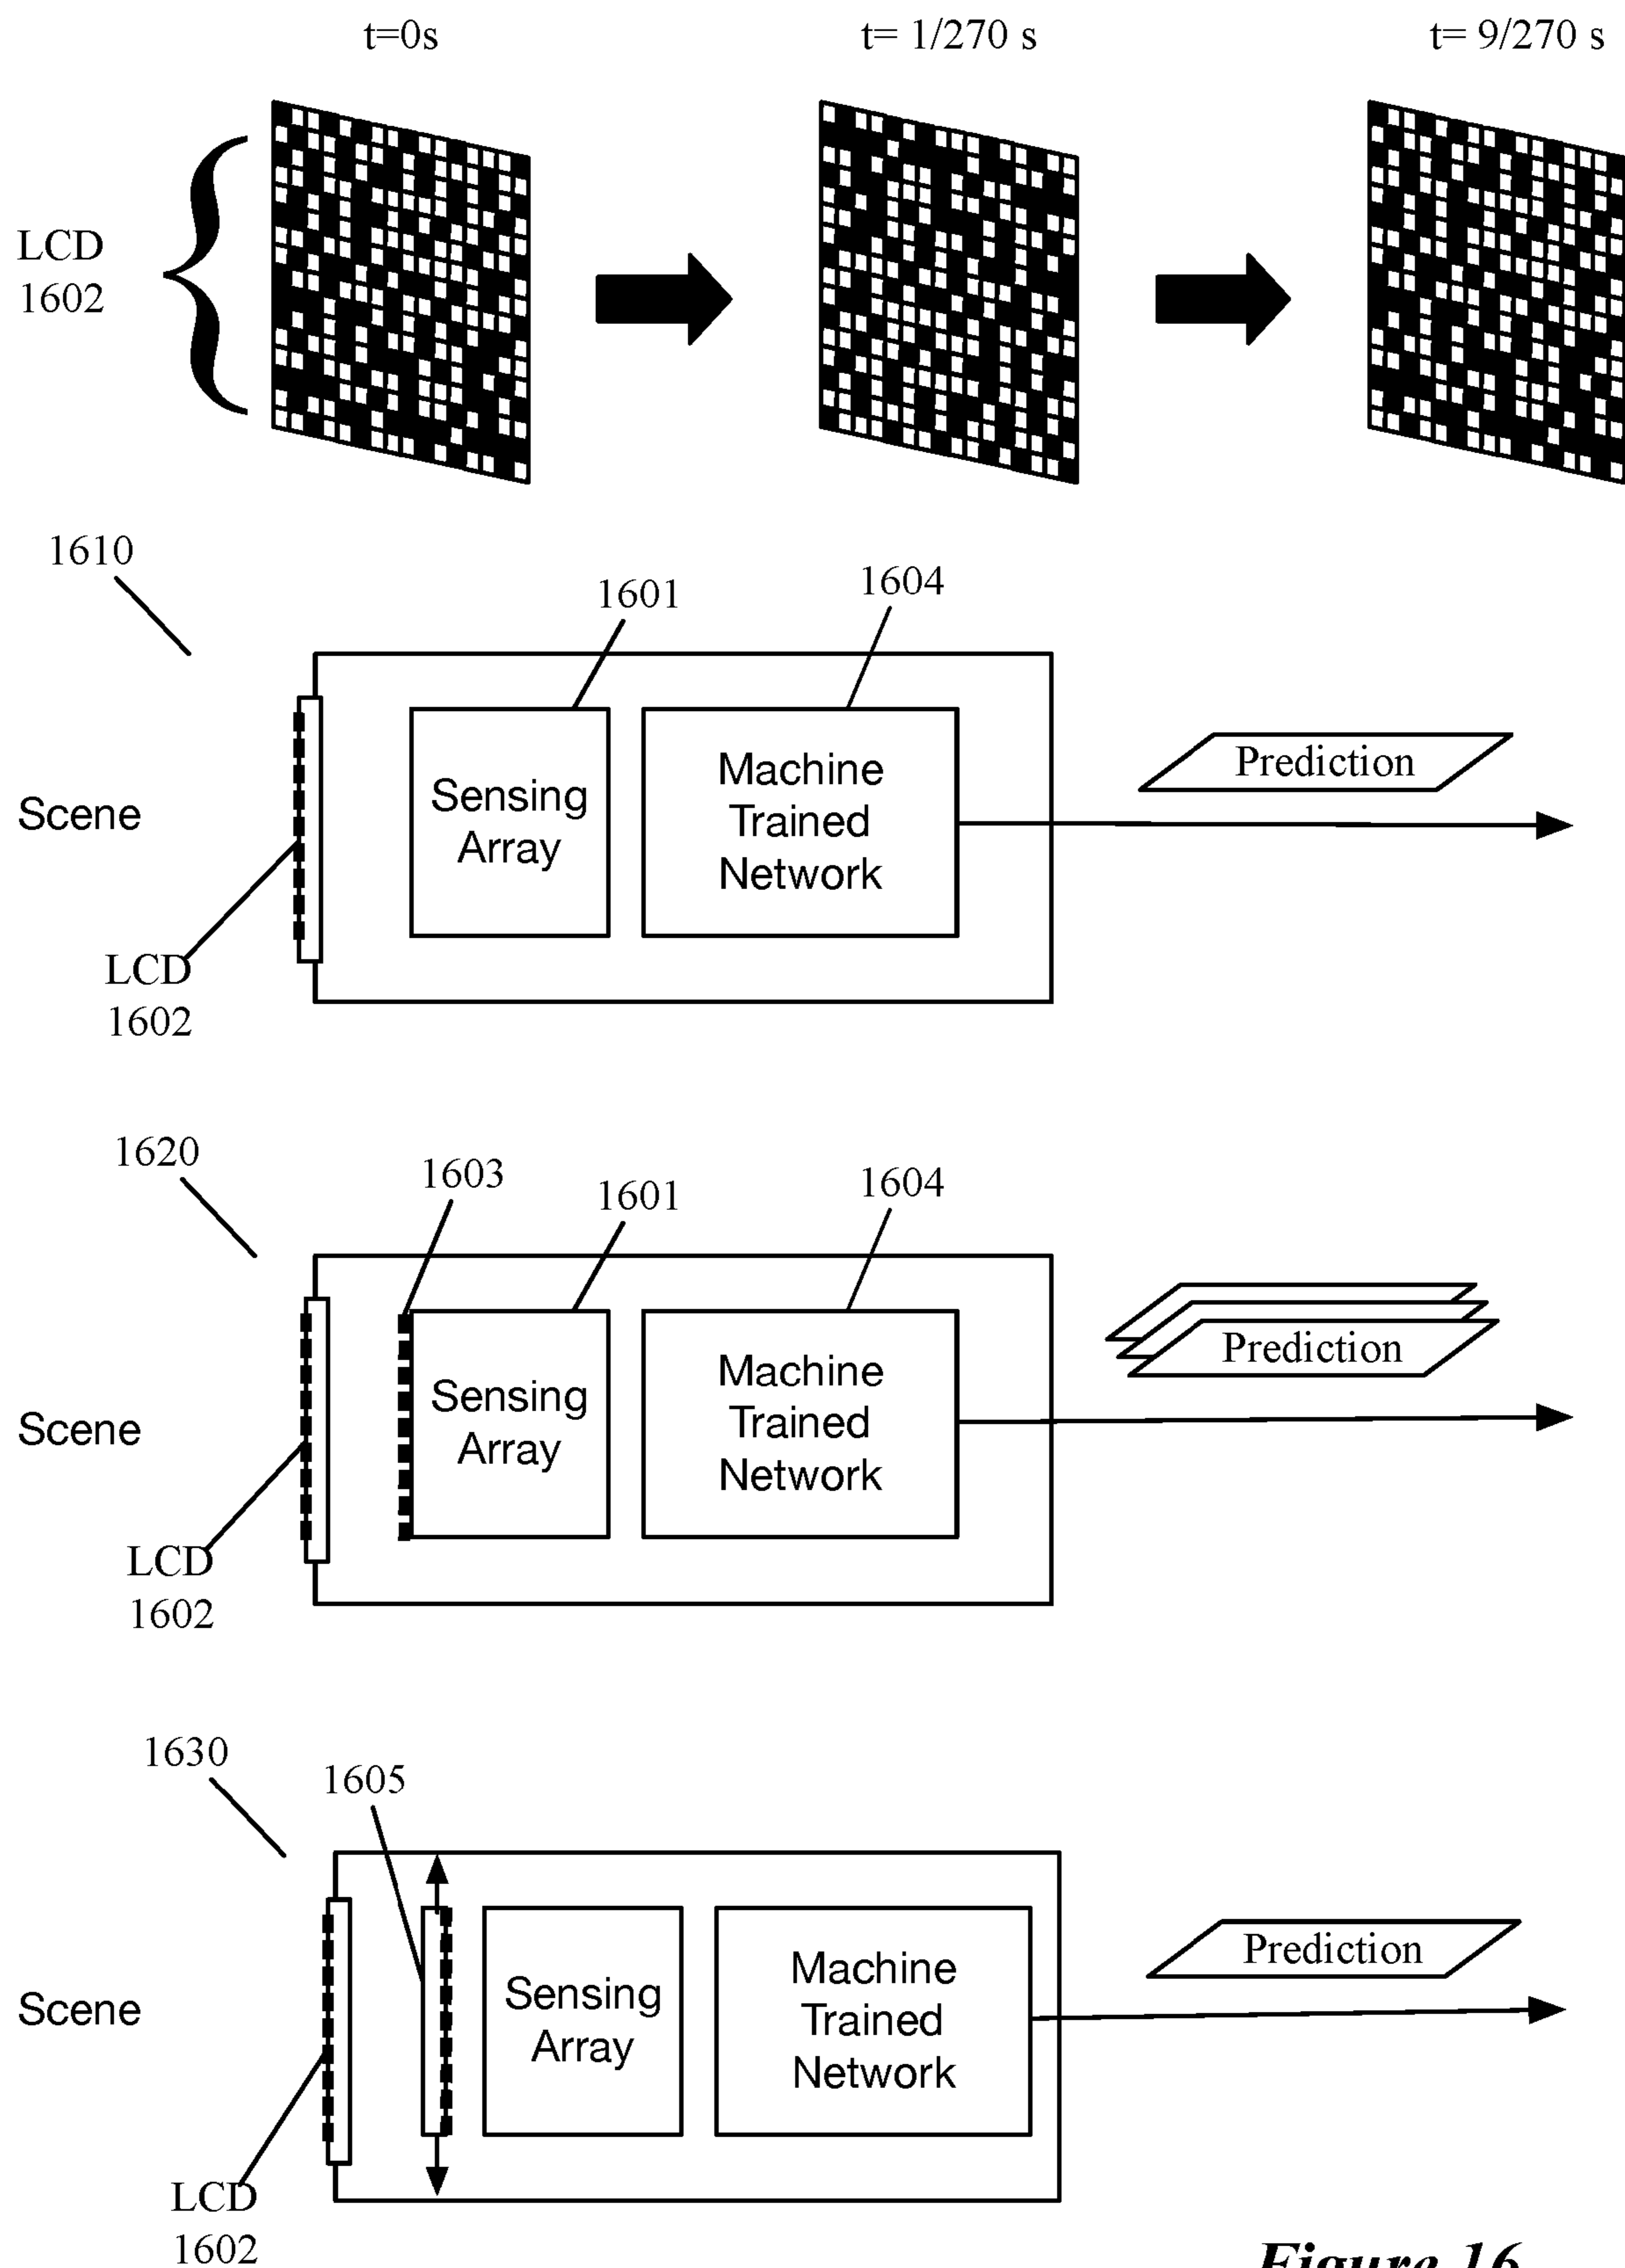 t=0s
t= 1/270 s
t= 9/270 s
LCD
1602
1610
1601
1604
Scene
Sensing
Array
Machine
Trained
Network
Prediction
LCD
1602
1620
1603
1601
1604
Scene
Sensing
Array
Machine
Trained
Network
Prediction
LCD
1602
1630
1605
Scene
Sensing
Array
Machine
Trained
Network
Prediction
LCD
1602
Figure 16